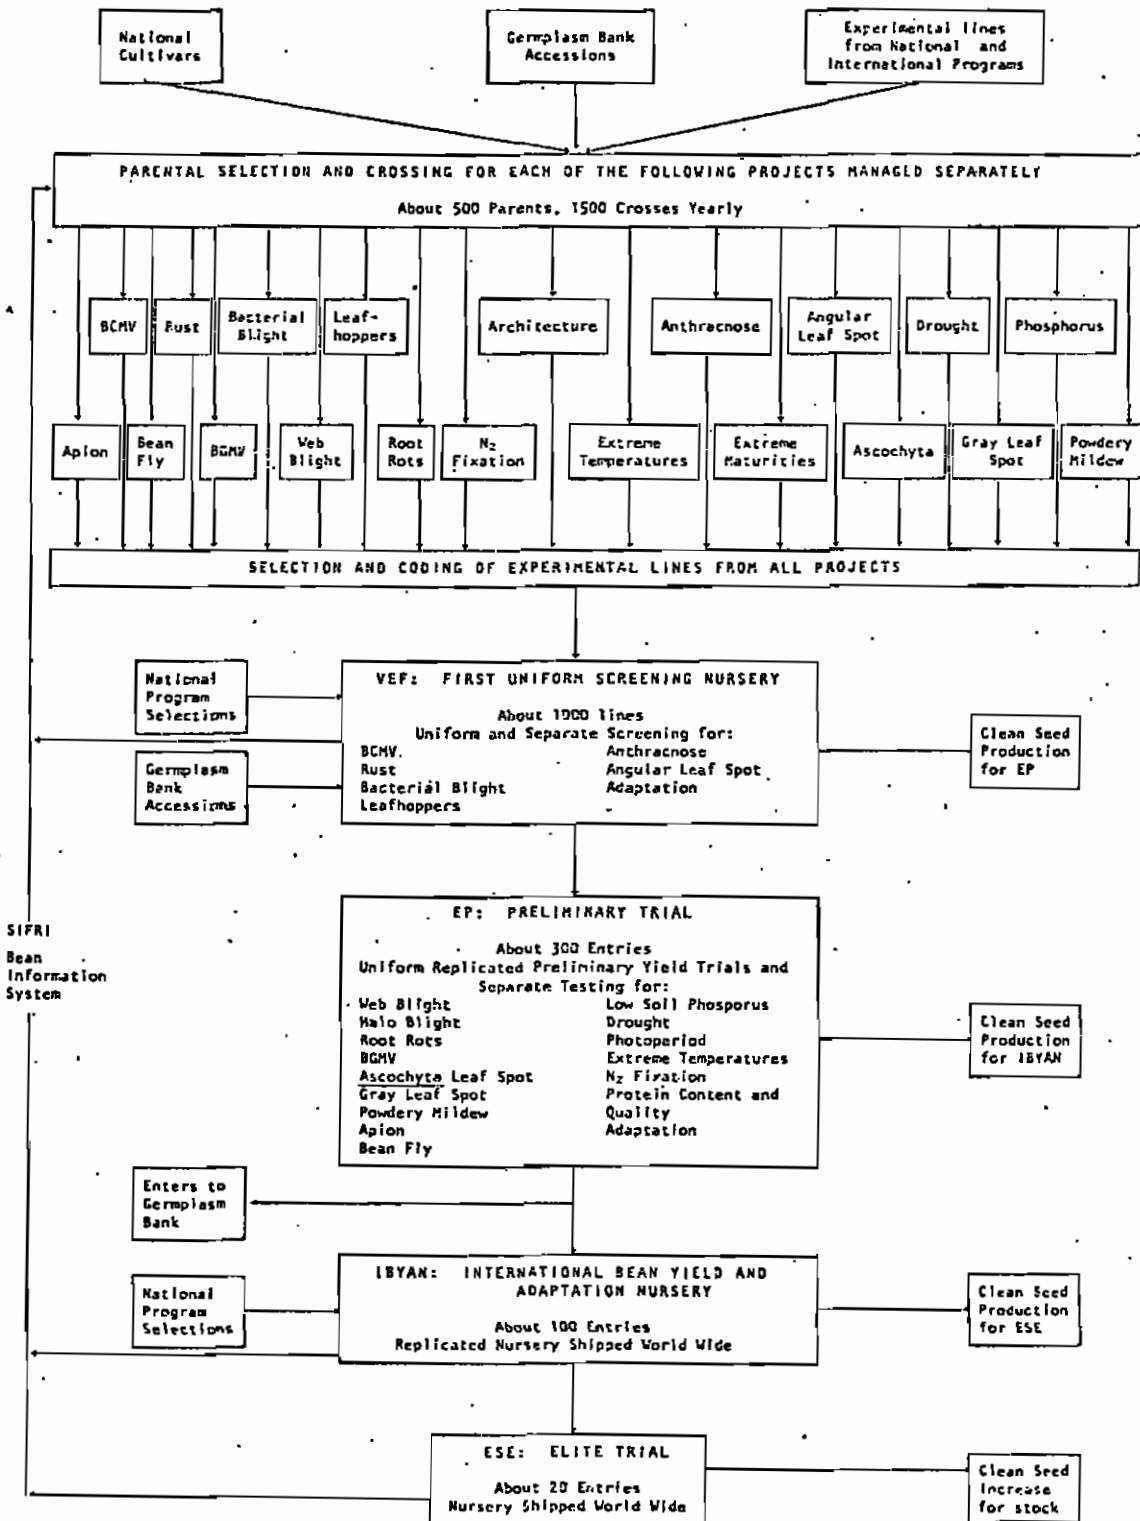 National
Cultivars
Germplasm Bank
Accessions
Experimental lines
from National and
International Programs
PARENTAL SELECTION AND CROSSING FOR EACH OF THE FOLLOWING PROJECTS MANAGED SEPARATELY
About 500 Parents, 1500 Crosses Yearly
BCMV
Rust
Bacterial
Blight
Leaf-
hoppers
Architecture
Anthracnose
Angular
Leaf Spot
Drought
Phosphorus
Apion
Bean
Fly
BGMV
Web
Blight
Root
Rots
N₂
Fixation
Extreme
Temperatures
Extreme
Maturities
Ascochyta
Gray Leaf
Spot
Powdery
Mildew
SELECTION AND CODING OF EXPERIMENTAL LINES FROM ALL PROJECTS
National
Program
Selections
Germplasm
Bank
Accessions
VEF: FIRST UNIFORM SCREENING NURSERY
About 1000 lines
Uniform and Separate Screening for:
BCMV. Anthracnose
Rust Angular Leaf Spot
Bacterial Blight Adaptation
Leafhoppers
Clean Seed
Production
for EP
SIFRI
Bean
Information
System
EP: PRELIMINARY TRIAL
About 300 Entries
Uniform Replicated Preliminary Yield Trials and
Separate Testing for:
Web Blight Low Soil Phosporus
Halo Blight Drought
Root Rots Photoperiod
BGMV Extreme Temperatures
Ascochyta Leaf Spot N₂ Fixation
Gray Leaf Spot Protein Content and
Powdery Mildew Quality
Apion Adaptation
Bean Fly
Clean Seed
Production
for IBYAN
Enters to
Germplasm
Bank
National
Program
Selections
IBYAN: INTERNATIONAL BEAN YIELD AND
ADAPTATION NURSERY
About 100 Entries
Replicated Nursery Shipped World Wide
Clean Seed
Production
for ESE
ESE: ELITE TRIAL
About 20 Entries
Nursery Shipped World Wide
Clean Seed
Increase
for stock